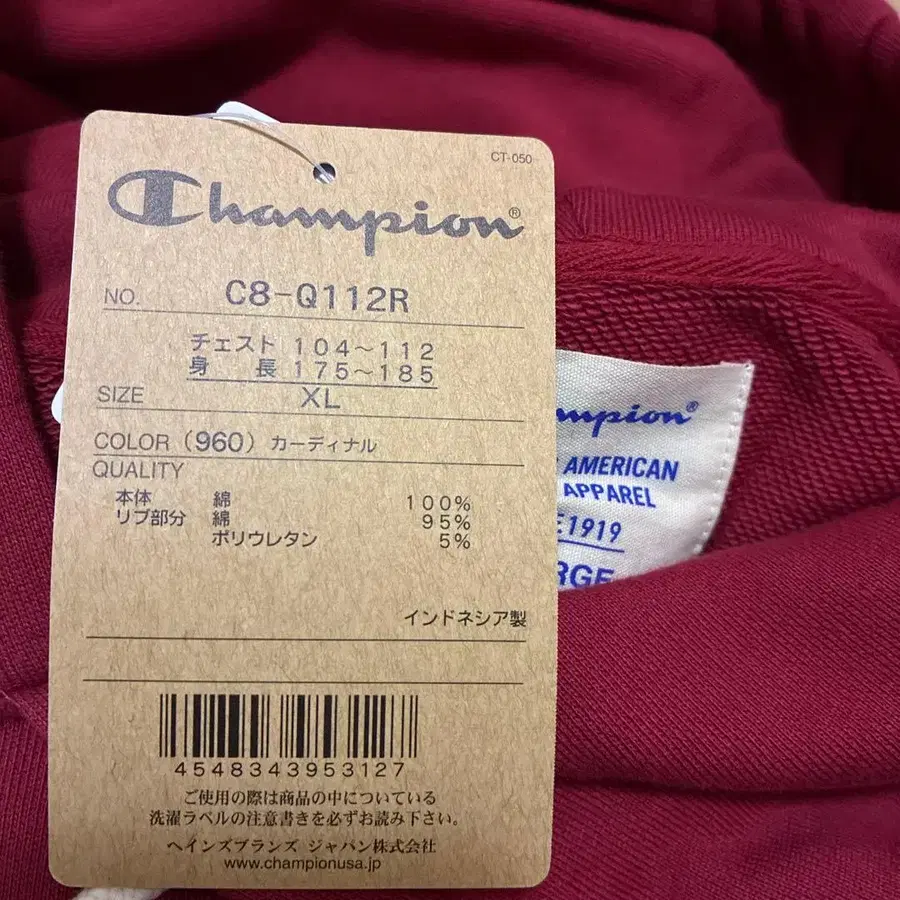 CT-050
Champion®
NO. C8-Q112R
チェスト 104〜112
身 長 175〜185
SIZE XL
COLOR (960) カーディナル
QUALITY
本体 綿 100%
リブ部分 綿 95%
ポリウレタン 5%
インドネシア製
4548343953127
ご使用の際は商品の中についている
洗濯ラベルの注意書きを必ずお読み下さい。
ヘインズブランズ ジャパン株式会社
www.championusa.jp
mpion®
AMERICAN
APPAREL
E1919
RGE